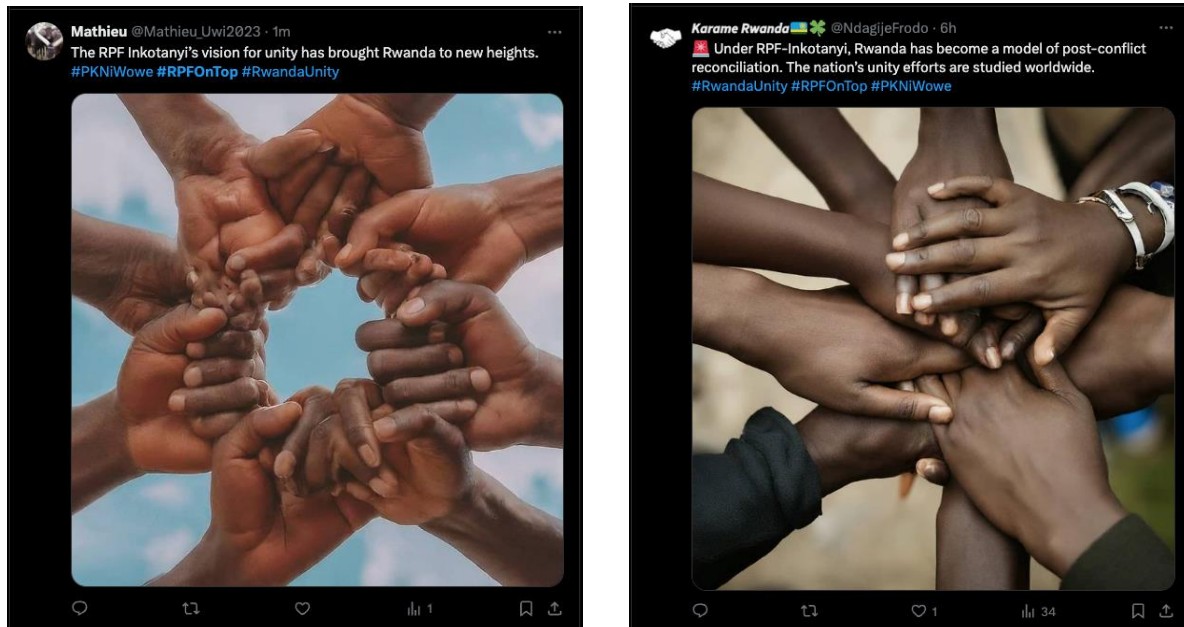 Mathieu @Mathieu_Uwi2023 · 1m
The RPF Inkotanyi's vision for unity has brought Rwanda to new heights.
#PKNiWowe #RPFOnTop #RwandaUnity
1
Karame Rwanda🇷🇼🍀 @NdagijeFrodo · 6h
🚨 Under RPF-Inkotanyi, Rwanda has become a model of post-conflict
reconciliation. The nation's unity efforts are studied worldwide.
#RwandaUnity #RPFOnTop #PKNiWowe
1 34